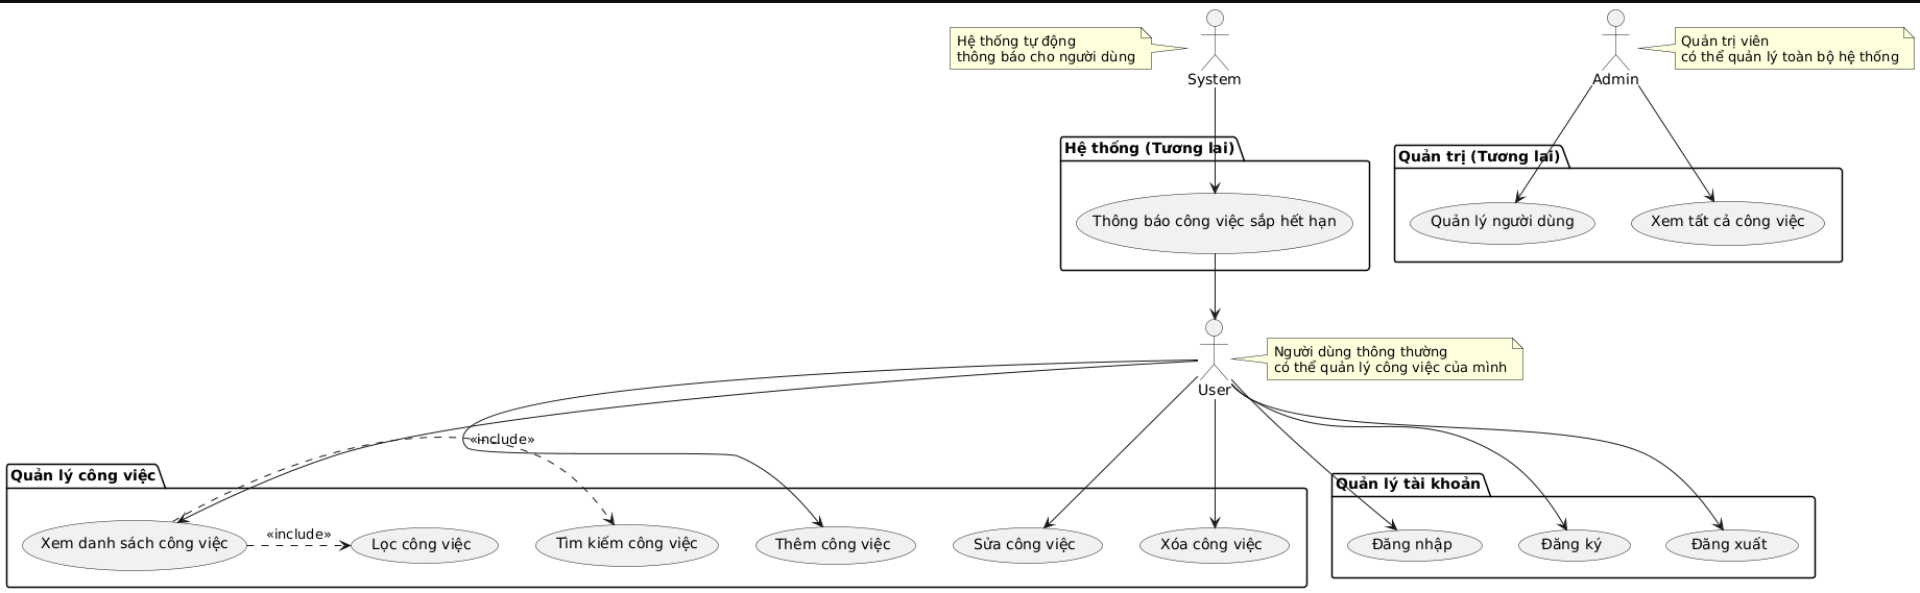 Hệ thống tự động
thông báo cho người dùng
System
Quản trị viên
có thể quản lý toàn bộ hệ thống
Admin
Hệ thống (Tương lai)
Thông báo công việc sắp hết hạn
Quản trị (Tương lai)
Quản lý người dùng
Xem tất cả công việc
Người dùng thông thường
có thể quản lý công việc của mình
User
«include»
Quản lý công việc
Xem danh sách công việc
«include»
Lọc công việc
Tìm kiếm công việc
Thêm công việc
Sửa công việc
Xóa công việc
Quản lý tài khoản
Đăng nhập
Đăng ký
Đăng xuất